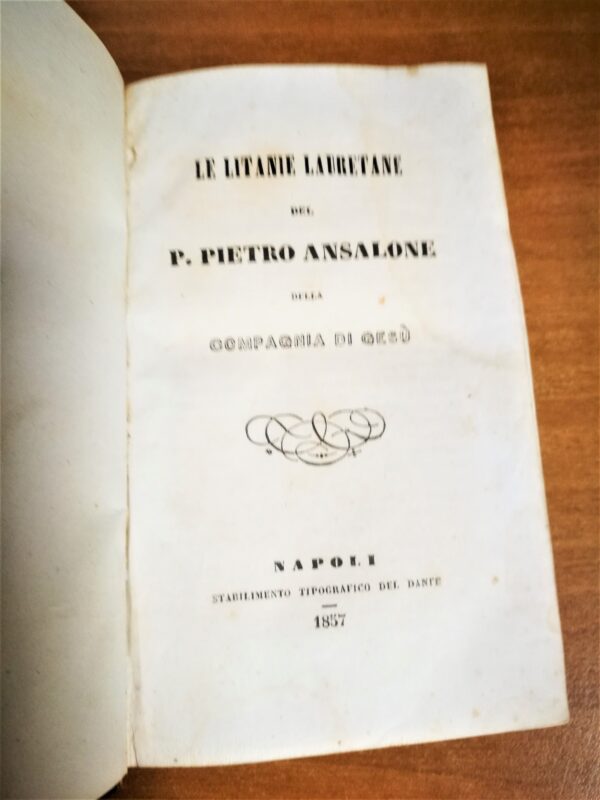 LE LITANIE LAURETANE
DEL
P. PIETRO ANSALONE
DELLA
COMPAGNIA DI GESÙ
NAPOLI
STABILIMENTO TIPOGRAFICO DEL DANTE
1857